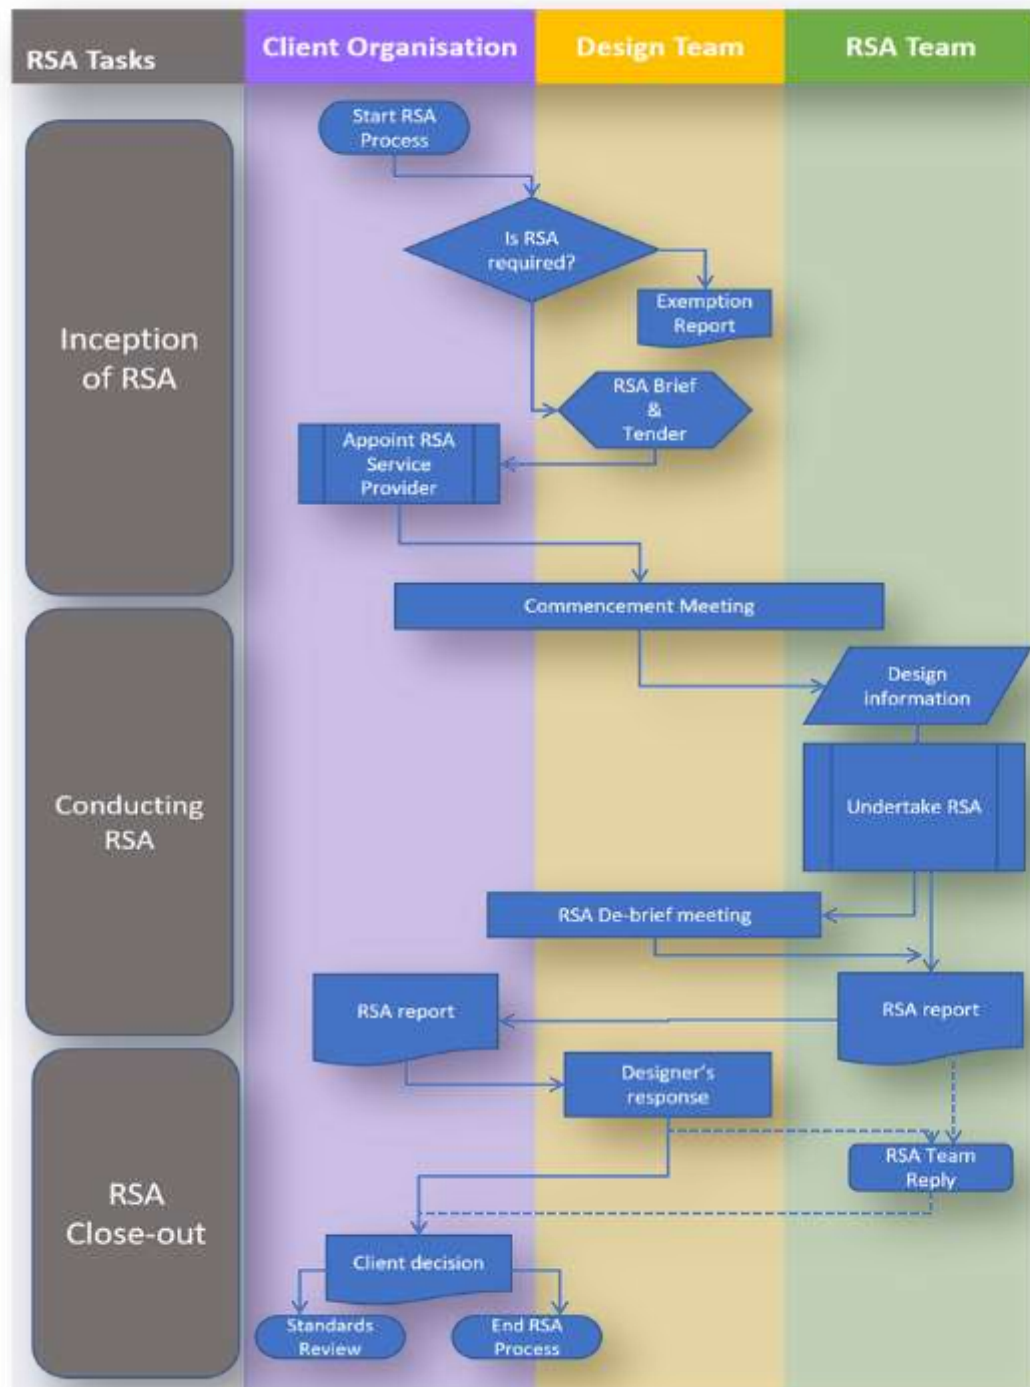 RSA Tasks
Client Organisation
Design Team
RSA Team
Inception
of RSA
Start RSA
Process
Is RSA
required?
Exemption
Report
RSA Brief
&
Tender
Appoint RSA
Service
Provider
Commencement Meeting
Conducting
RSA
Design
information
Undertake RSA
RSA De-brief meeting
RSA report
RSA report
RSA
Close-out
Designer's
response
RSA Team
Reply
Client decision
Standards
Review
End RSA
Process